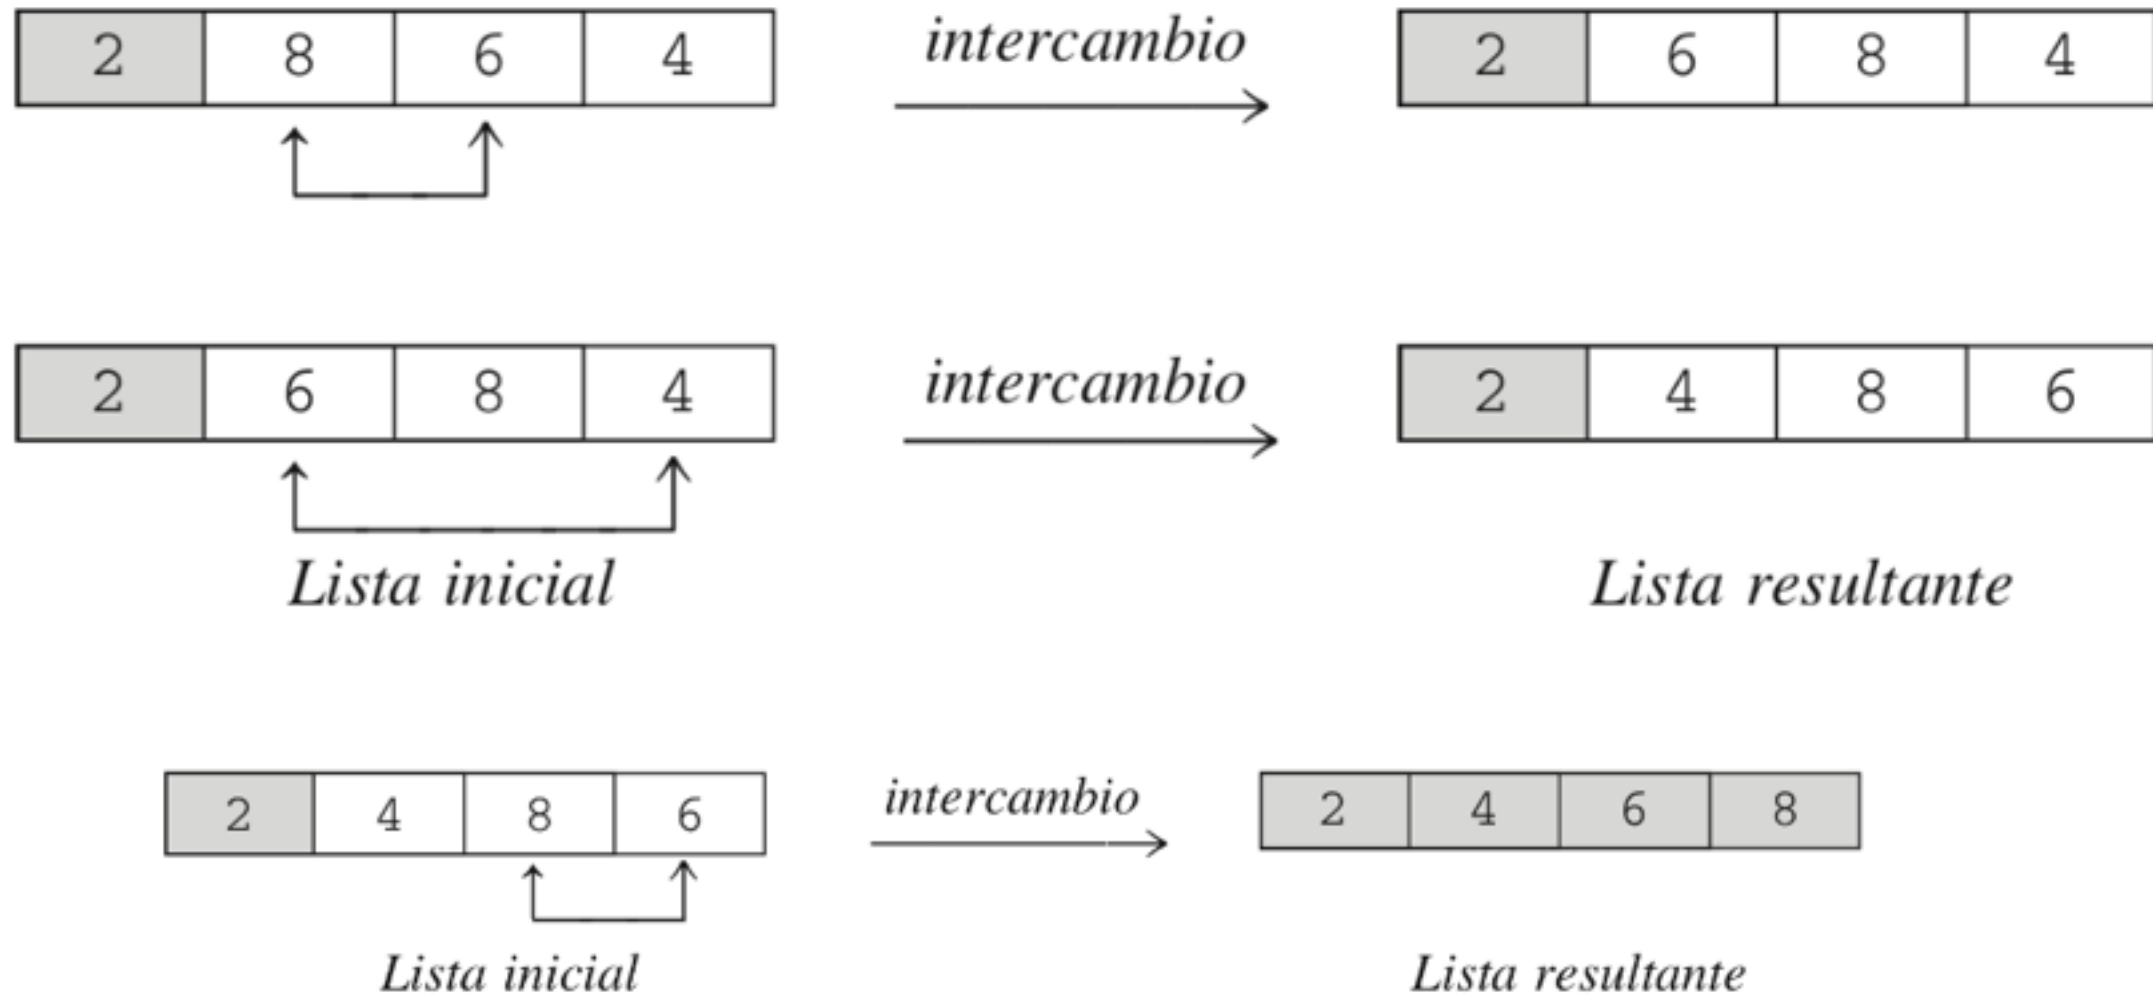 2 8 6 4 intercambio 2 6 8 4
2 6 8 4 intercambio 2 4 8 6
Lista inicial Lista resultante
2 4 8 6 intercambio 2 4 6 8
Lista inicial Lista resultante